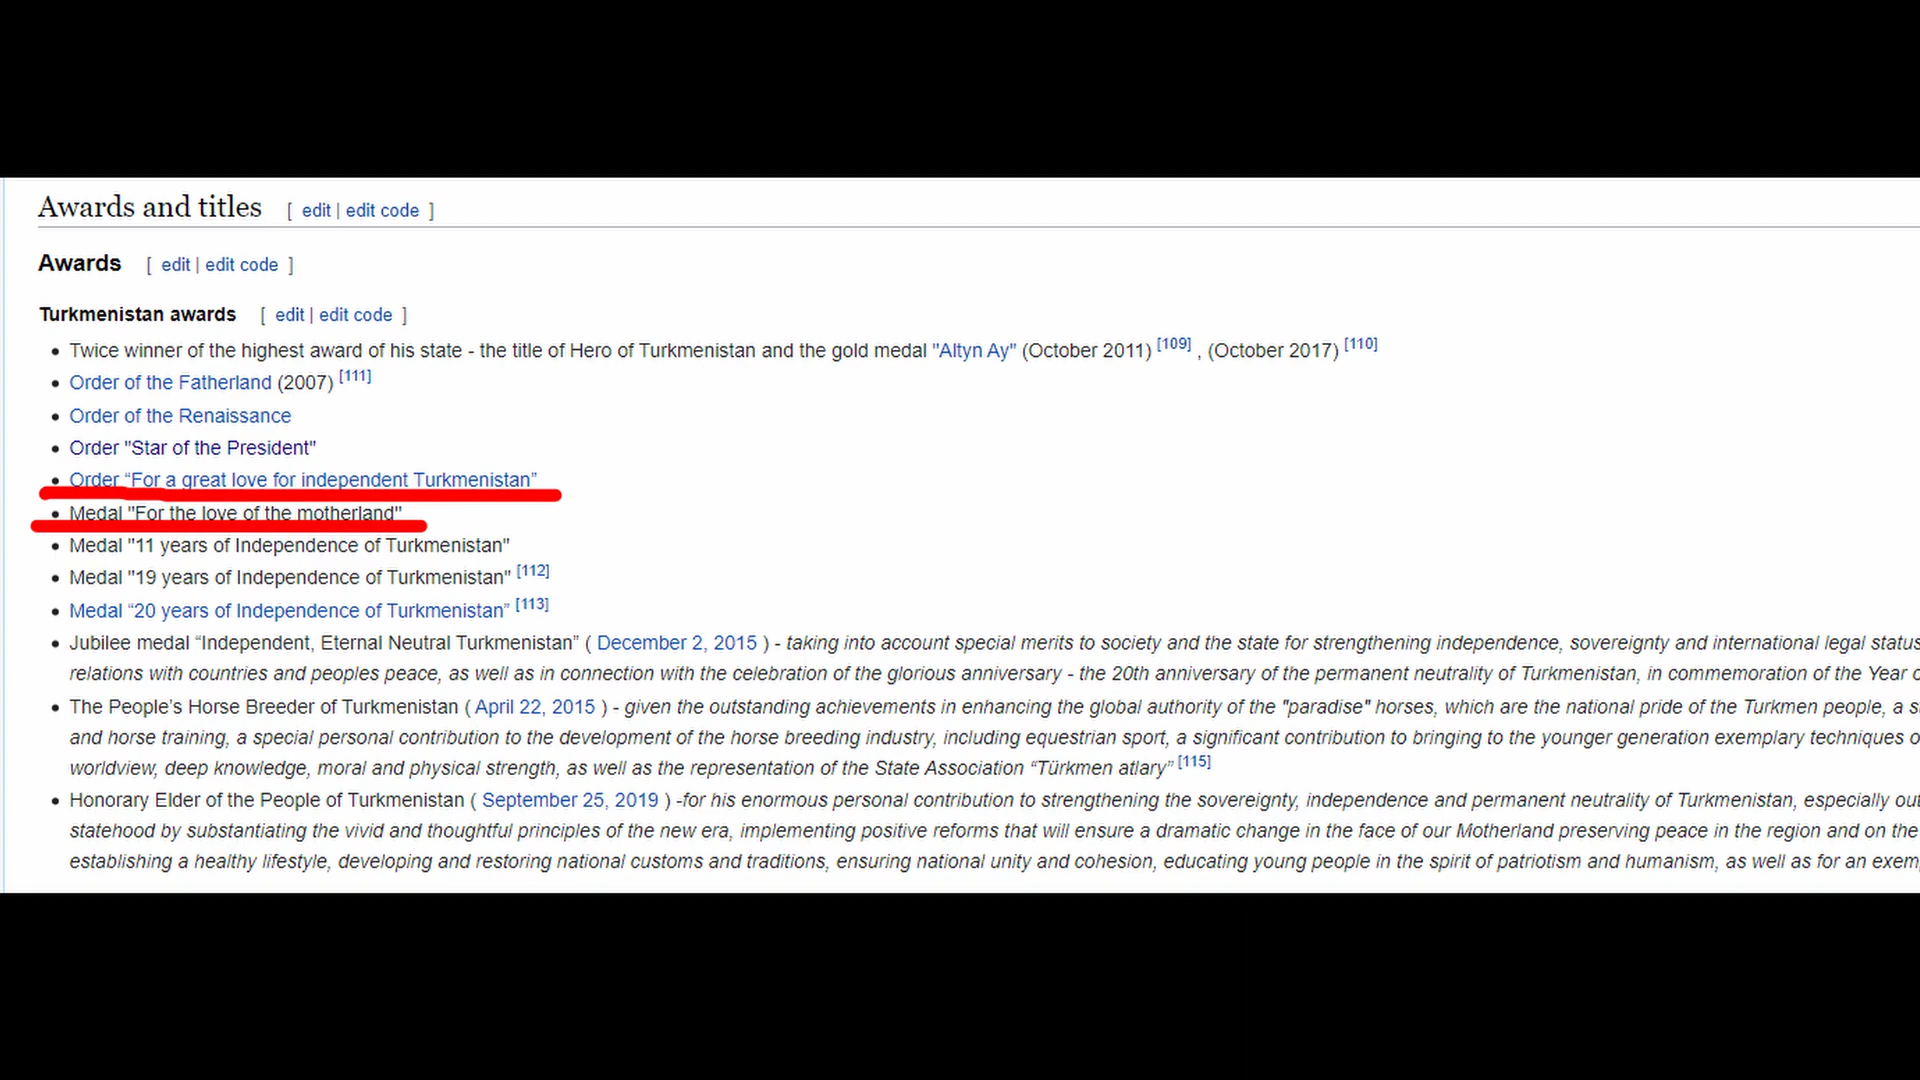 Awards and titles [ edit | edit code ]
Awards [ edit | edit code ]
Turkmenistan awards [ edit | edit code ]
• Twice winner of the highest award of his state - the title of Hero of Turkmenistan and the gold medal "Altyn Ay" (October 2011) [109] , (October 2017) [110]
• Order of the Fatherland (2007) [111]
• Order of the Renaissance
• Order "Star of the President"
• Order “For a great love for independent Turkmenistan”
• Medal "For the love of the motherland"
• Medal "11 years of Independence of Turkmenistan"
• Medal "19 years of Independence of Turkmenistan" [112]
• Medal “20 years of Independence of Turkmenistan” [113]
• Jubilee medal “Independent, Eternal Neutral Turkmenistan” ( December 2, 2015 ) - taking into account special merits to society and the state for strengthening independence, sovereignty and international legal status
relations with countries and peoples peace, as well as in connection with the celebration of the glorious anniversary - the 20th anniversary of the permanent neutrality of Turkmenistan, in commemoration of the Year
• The People’s Horse Breeder of Turkmenistan ( April 22, 2015 ) - given the outstanding achievements in enhancing the global authority of the "paradise" horses, which are the national pride of the Turkmen people, a
and horse training, a special personal contribution to the development of the horse breeding industry, including equestrian sport, a significant contribution to bringing to the younger generation exemplary techniques
worldview, deep knowledge, moral and physical strength, as well as the representation of the State Association “Türkmen atlary” [115]
• Honorary Elder of the People of Turkmenistan ( September 25, 2019 ) -for his enormous personal contribution to strengthening the sovereignty, independence and permanent neutrality of Turkmenistan, especially
statehood by substantiating the vivid and thoughtful principles of the new era, implementing positive reforms that will ensure a dramatic change in the face of our Motherland preserving peace in the region and on the
establishing a healthy lifestyle, developing and restoring national customs and traditions, ensuring national unity and cohesion, educating young people in the spirit of patriotism and humanism, as well as for an